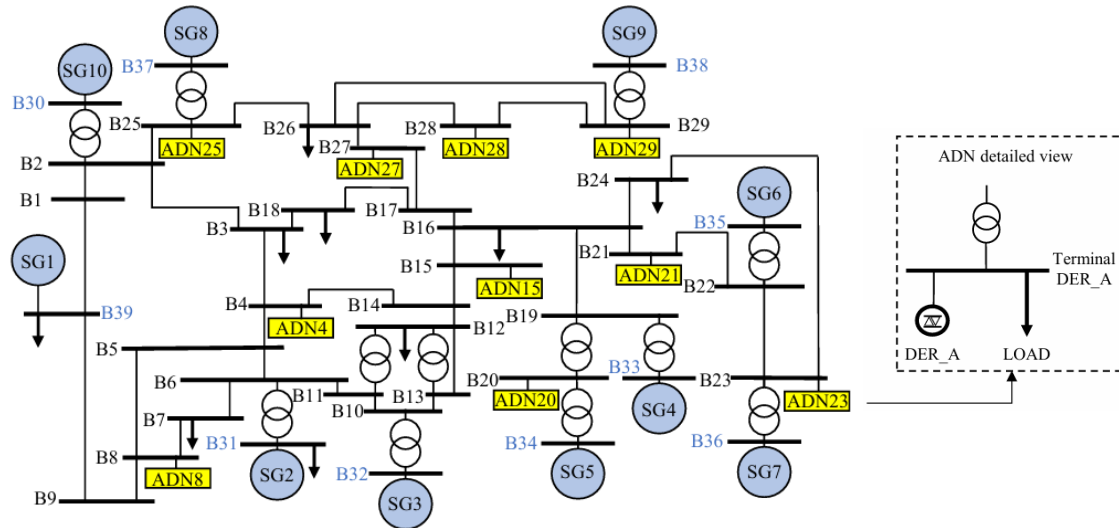 SG8
SG9
SG10
B37
B38
B30
B25
B26
B28
B29
ADN25
B27
ADN28
ADN29
ADN27
ADN detailed view
B2
B24
SG6
B1
B18
B17
B35
B3
B16
B21
SG1
B15
ADN21
B22
Terminal
DER_A
ADN15
B39
B4
B14
B19
ADN4
B12
B5
DER_A
LOAD
B33
B6
B20
B23
B11
B10
B13
ADN20
SG4
ADN23
B7
B31
B34
B36
B8
ADN8
SG2
B32
SG5
SG7
B9
SG3